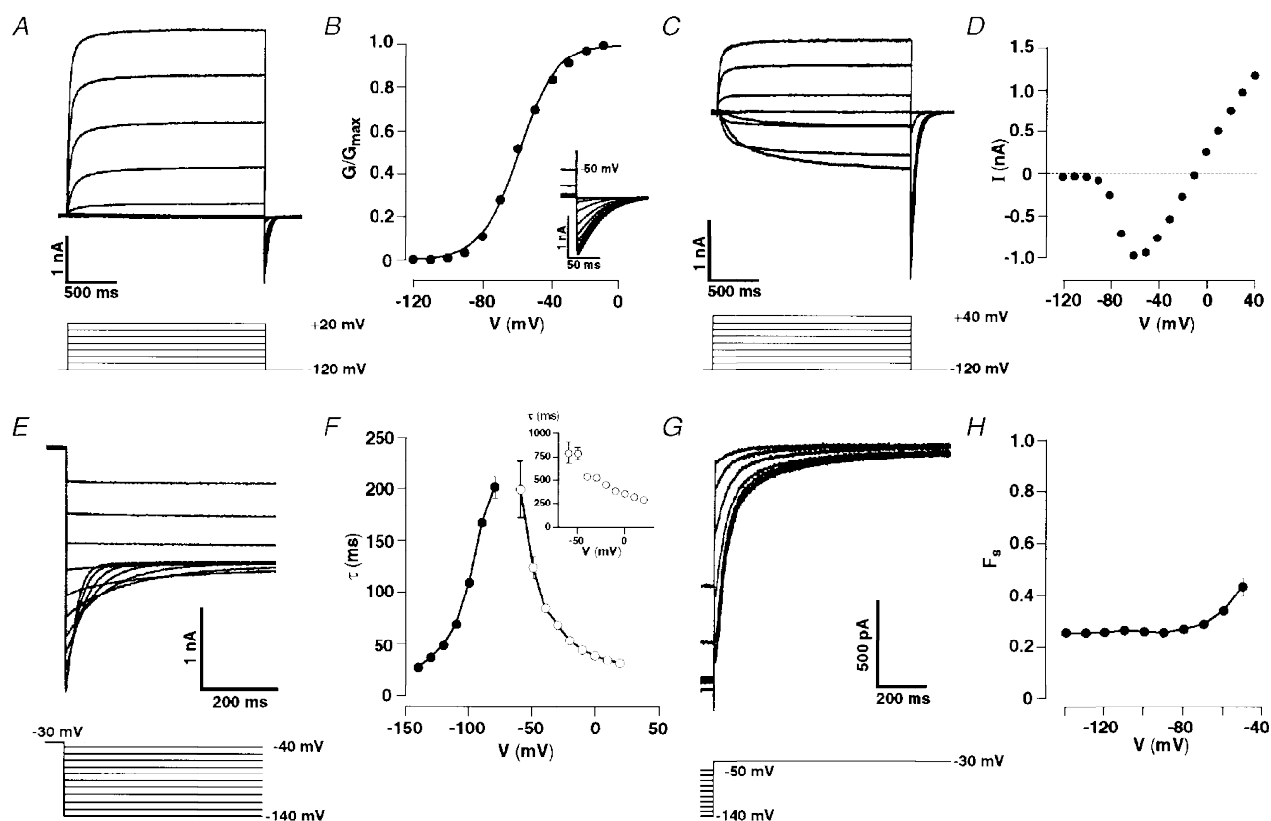 A
1 nA
500 ms
+20 mV
-120 mV
B
1.0
0.8
0.6
0.4
0.2
0
G/Gmax
-50 mV
1 nA
50 ms
-120
-80
-40
0
V (mV)
C
1 nA
500 ms
+40 mV
-120 mV
D
1.5
1.0
0.5
0
-0.5
-1.0
I (nA)
-120
-80
-40
0
40
V (mV)
E
1 nA
200 ms
-30 mV
-40 mV
-140 mV
F
250
200
150
100
50
0
τ (ms)
τ (ms)
1000
750
500
250
0
-50
0
V (mV)
-150
-100
-50
0
50
V (mV)
G
500 pA
200 ms
-30 mV
-50 mV
-140 mV
H
1.0
0.8
0.6
0.4
0.2
0
Fs
-120
-80
-40
V (mV)